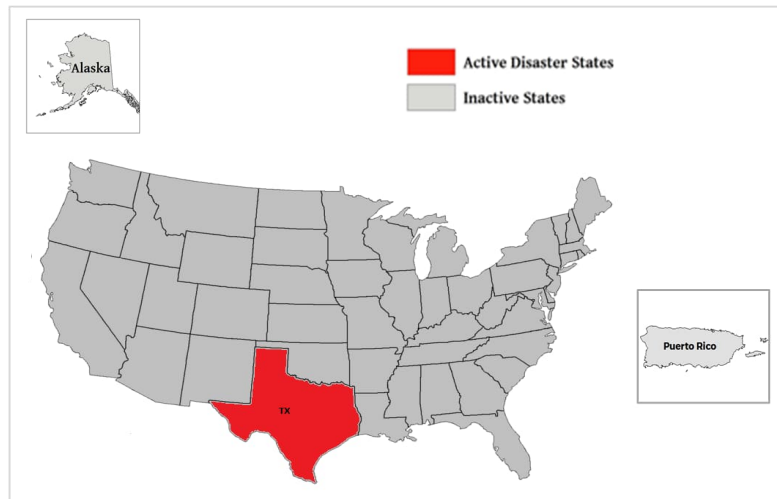 Alaska
Active Disaster States
Inactive States
Puerto Rico
TX